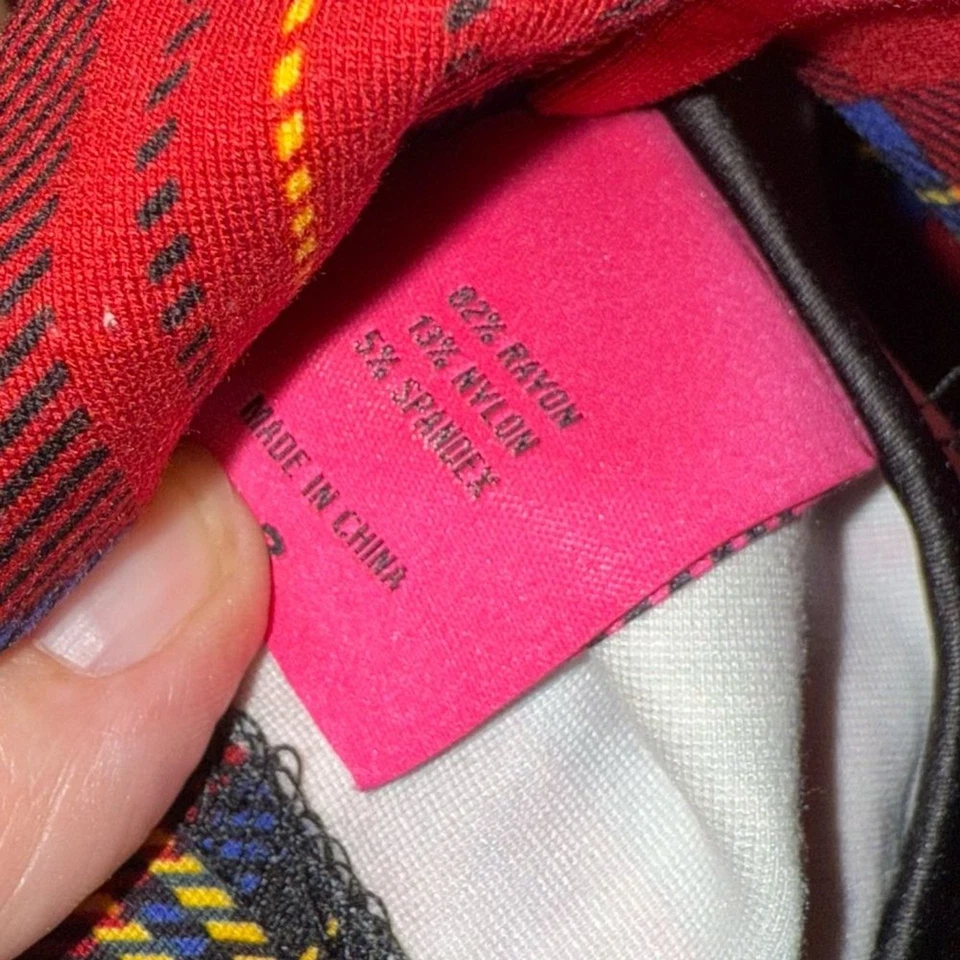 82% RAYON
13% NYLON
5% SPANDEX
MADE IN CHINA